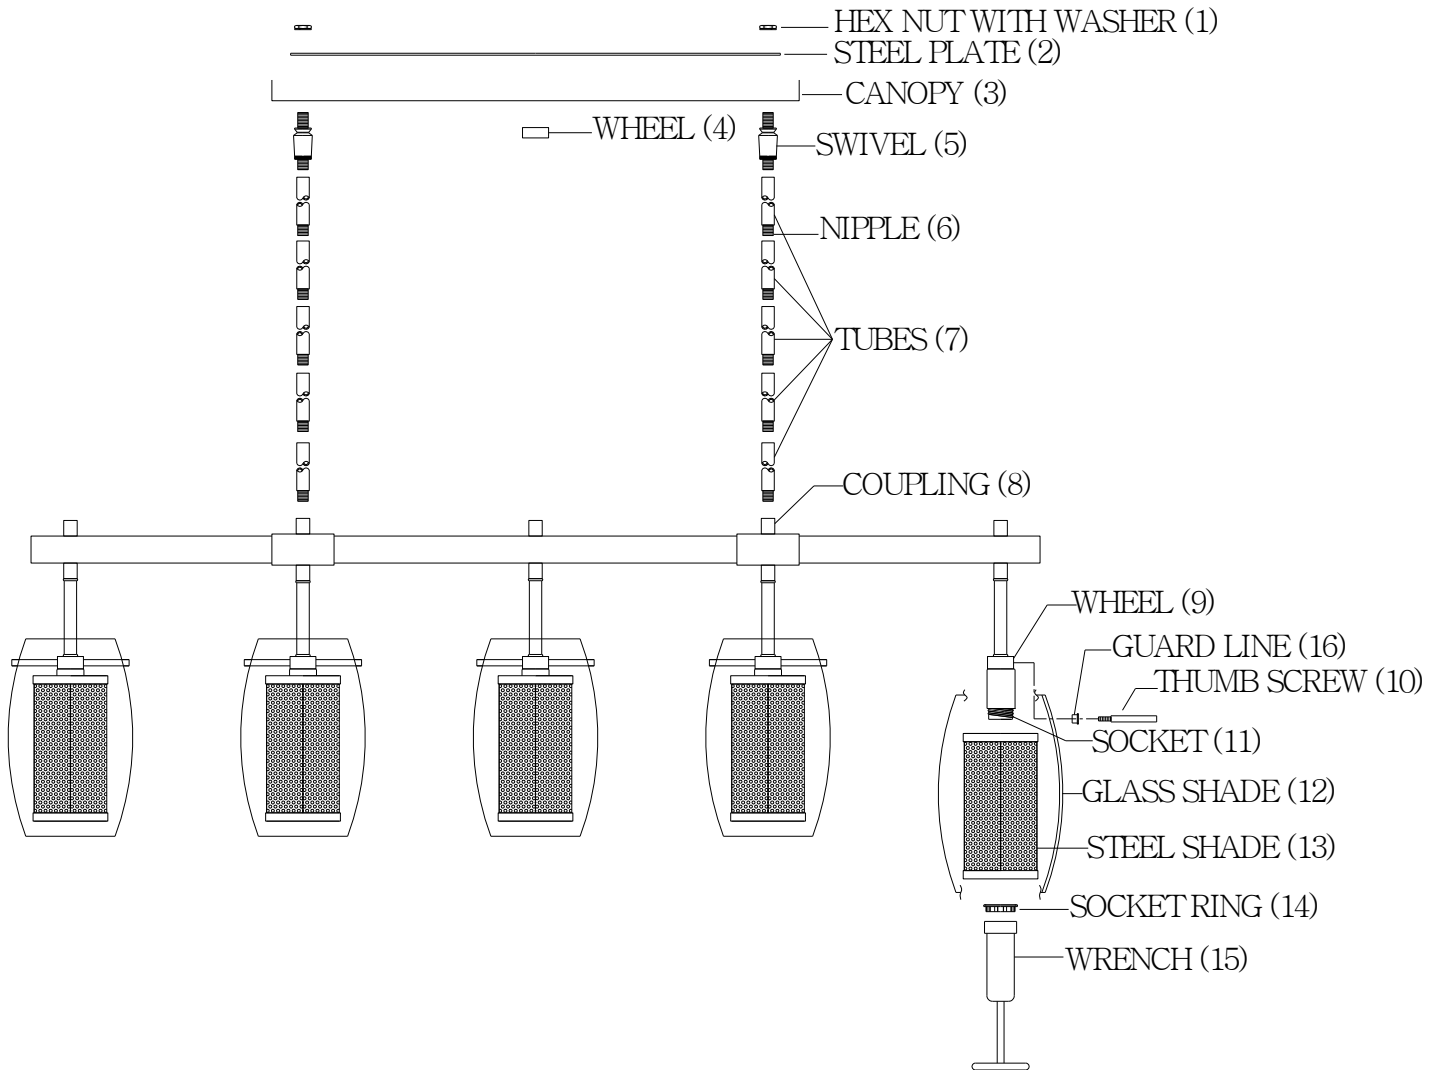 HEX NUT WITH WASHER (1)
STEEL PLATE (2)
CANOPY (3)
WHEEL (4)
SWIVEL (5)
NIPPLE (6)
TUBES (7)
COUPLING (8)
WHEEL (9)
GUARD LINE (16)
THUMB SCREW (10)
SOCKET (11)
GLASS SHADE (12)
STEEL SHADE (13)
SOCKET RING (14)
WRENCH (15)